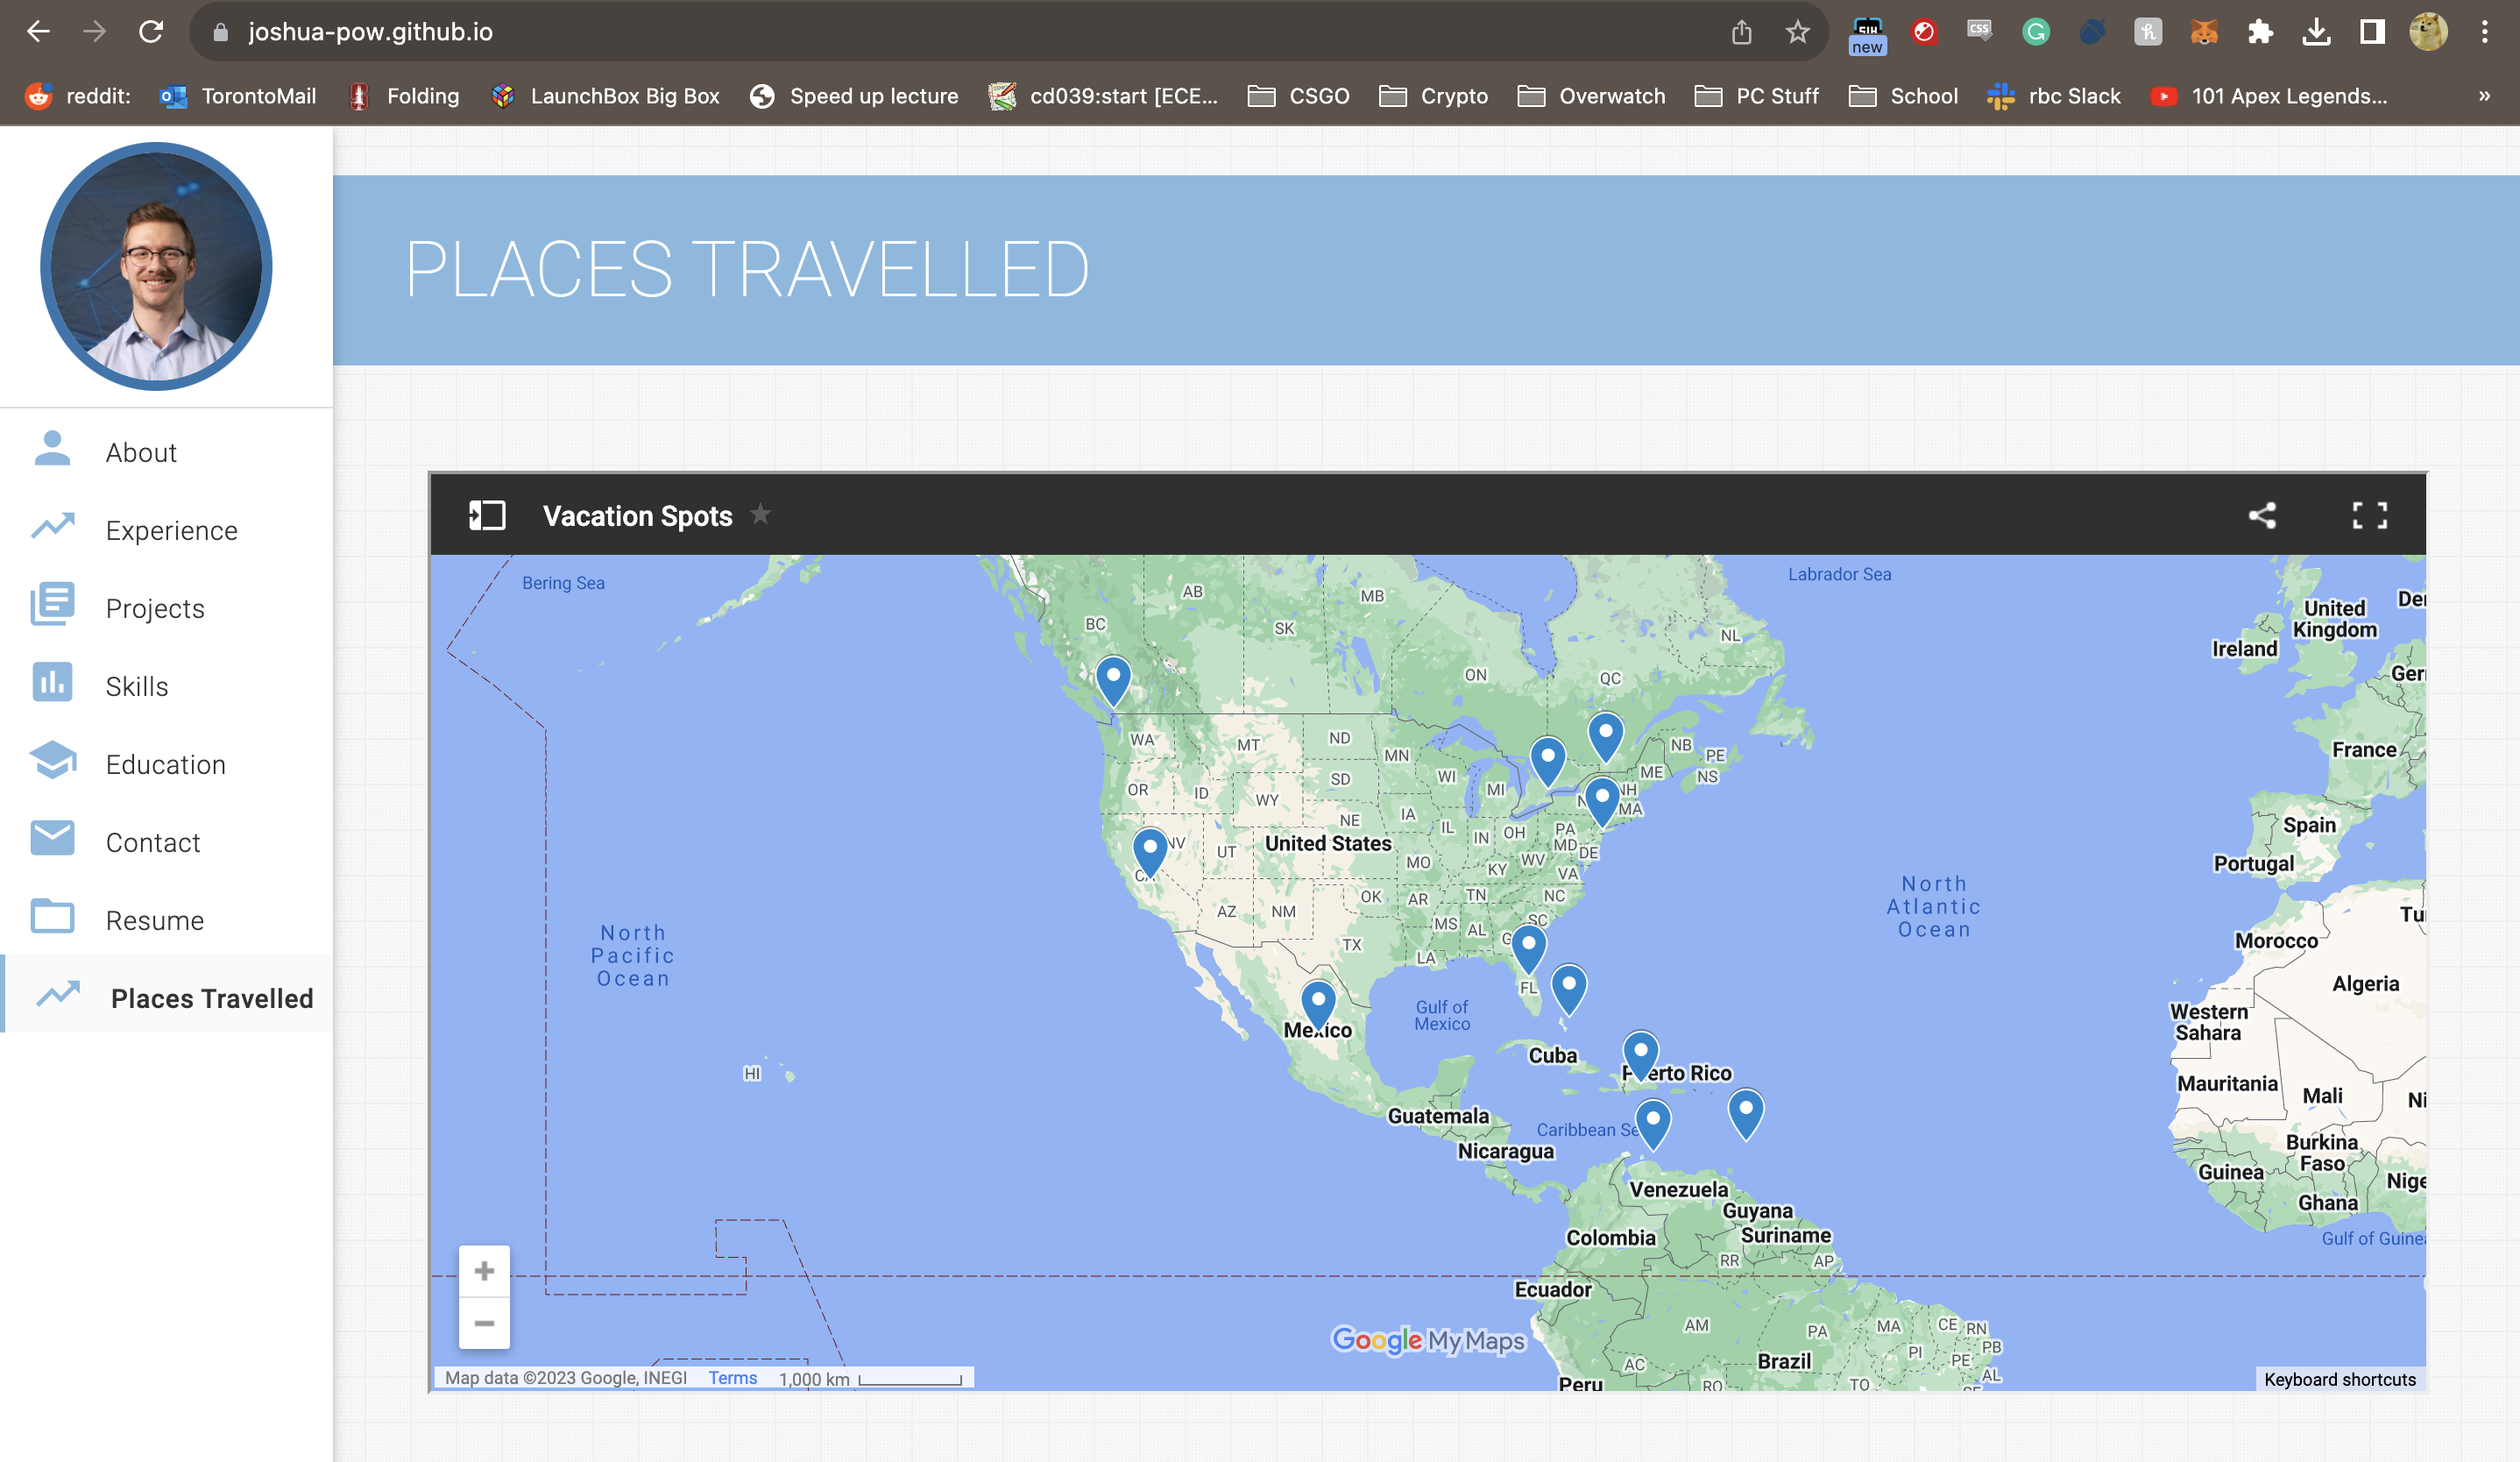 joshua-pow.github.io
new
reddit: TorontoMail Folding LaunchBox Big Box Speed up lecture cd039:start [ECE... CSGO Crypto Overwatch PC Stuff School rbc Slack 101 Apex Legends... »
PLACES TRAVELLED
About
Experience
Projects
Skills
Education
Contact
Resume
Places Travelled
Vacation Spots
Bering Sea
Labrador Sea
AB
MB
BC
SK
NL
ON
QC
United
Kingdom
Ireland
WA
MT
ND
MN
NB
PE
ME
NS
France
OR
ID
WY
SD
WI
MI
NH
MA
NE
IA
IL
IN
OH
PA
MD
DE
NV
UT
United States
MO
KY
WV
VA
Spain
Portugal
AZ
NM
OK
AR
TN
NC
SC
MS
AL
TX
LA
FL
North
Pacific
Ocean
North
Atlantic
Ocean
Morocco
Algeria
Western
Sahara
Gulf of
Mexico
Mexico
Cuba
HI
Puerto Rico
Mauritania
Mali
Guatemala
Caribbean Se
Nicaragua
Burkina
Faso
Guinea
Ghana
Venezuela
Guyana
Suriname
Colombia
RR
AP
Gulf of Guinea
Ecuador
AM
PA
MA
CE
RN
PB
PI
PE
AL
AC
Brazil
Peru
RO
TO
+
−
Google My Maps
Map data ©2023 Google, INEGI Terms 1,000 km
Keyboard shortcuts